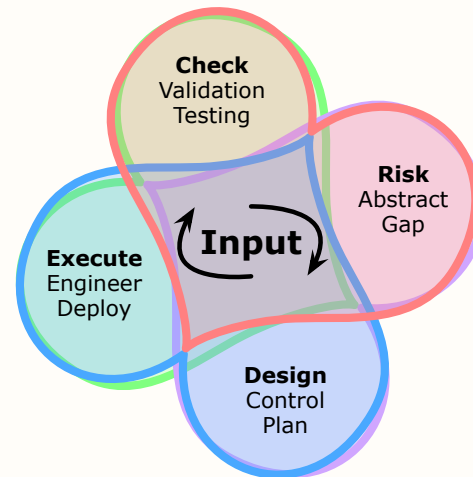 Check
Validation
Testing
Risk
Abstract
Gap
Input
Execute
Engineer
Deploy
Design
Control
Plan